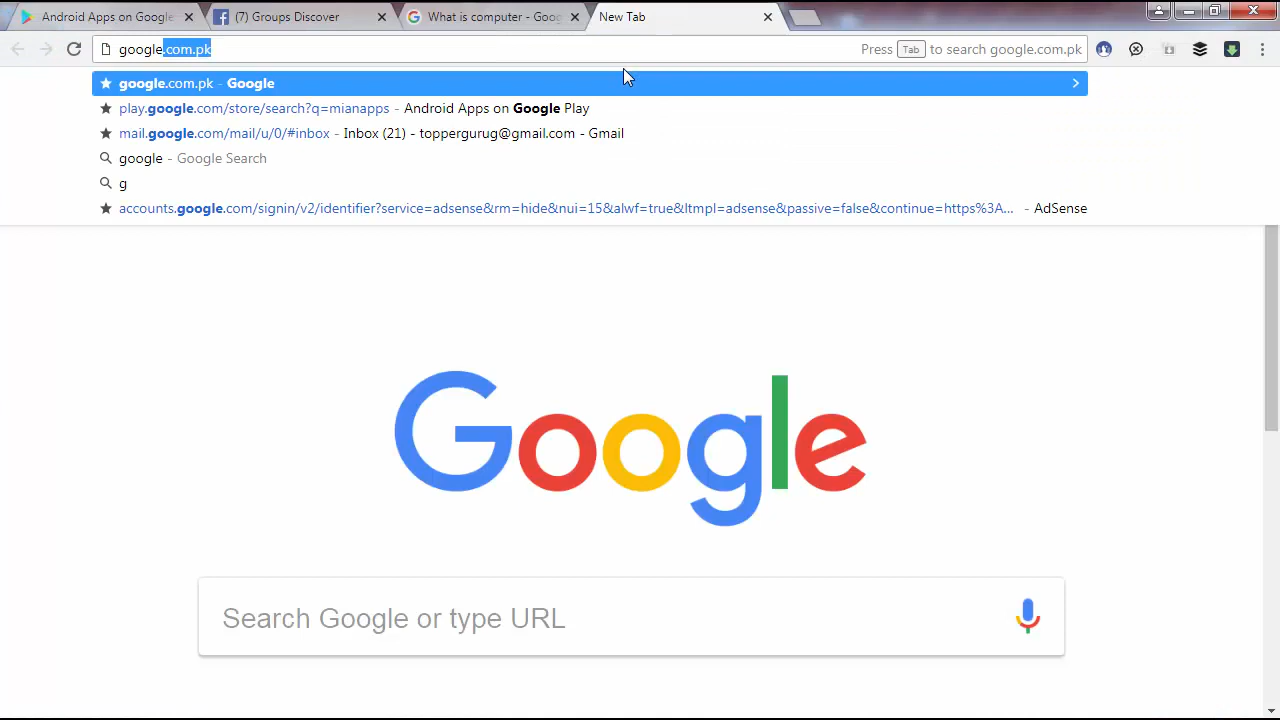 Android Apps on Google
(7) Groups Discover
What is computer - Goog
New Tab
google.com.pk
Press Tab to search google.com.pk
google.com.pk - Google
play.google.com/store/search?q=mianapps - Android Apps on Google Play
mail.google.com/mail/u/0/#inbox - Inbox (21) - toppergurug@gmail.com - Gmail
google - Google Search
g
accounts.google.com/signin/v2/identifier?service=adsense&rm=hide&nui=15&alwf=true&ltmpl=adsense&passive=false&continue=https%3A... - AdSense
Google
Search Google or type URL